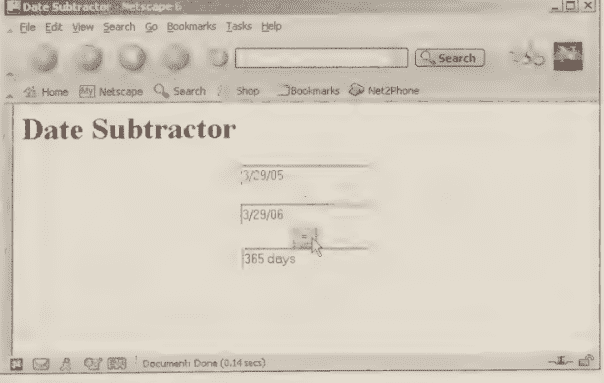 Date Subtractor - Netscape 6
File Edit View Search Go Bookmarks Tasks Help
Search
Home My Netscape Search Shop Bookmarks Net2Phone
Date Subtractor
3/29/05
3/29/06
=
365 days
Document: Done (0.14 secs)